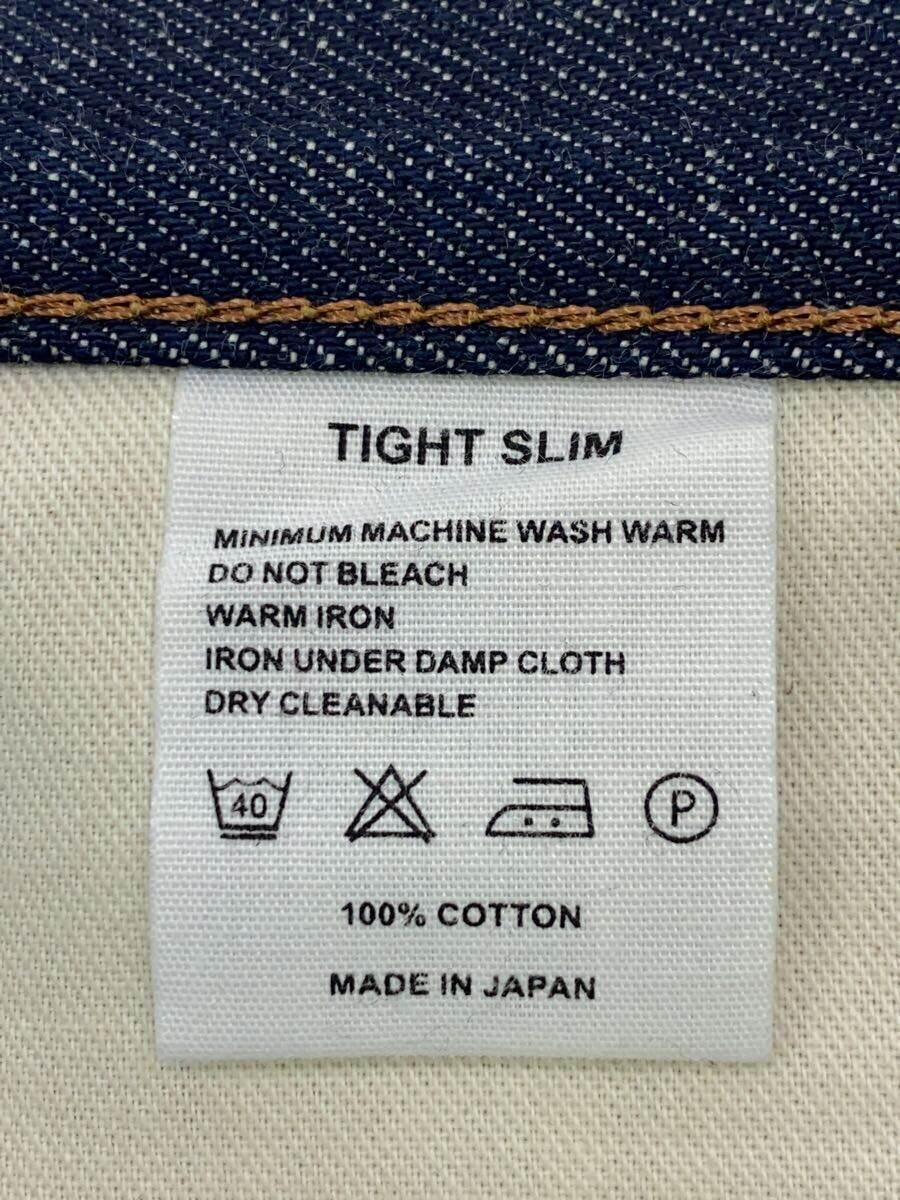 TIGHT SLIM
MINIMUM MACHINE WASH WARM
DO NOT BLEACH
WARM IRON
IRON UNDER DAMP CLOTH
DRY CLEANABLE
40 P
100% COTTON
MADE IN JAPAN